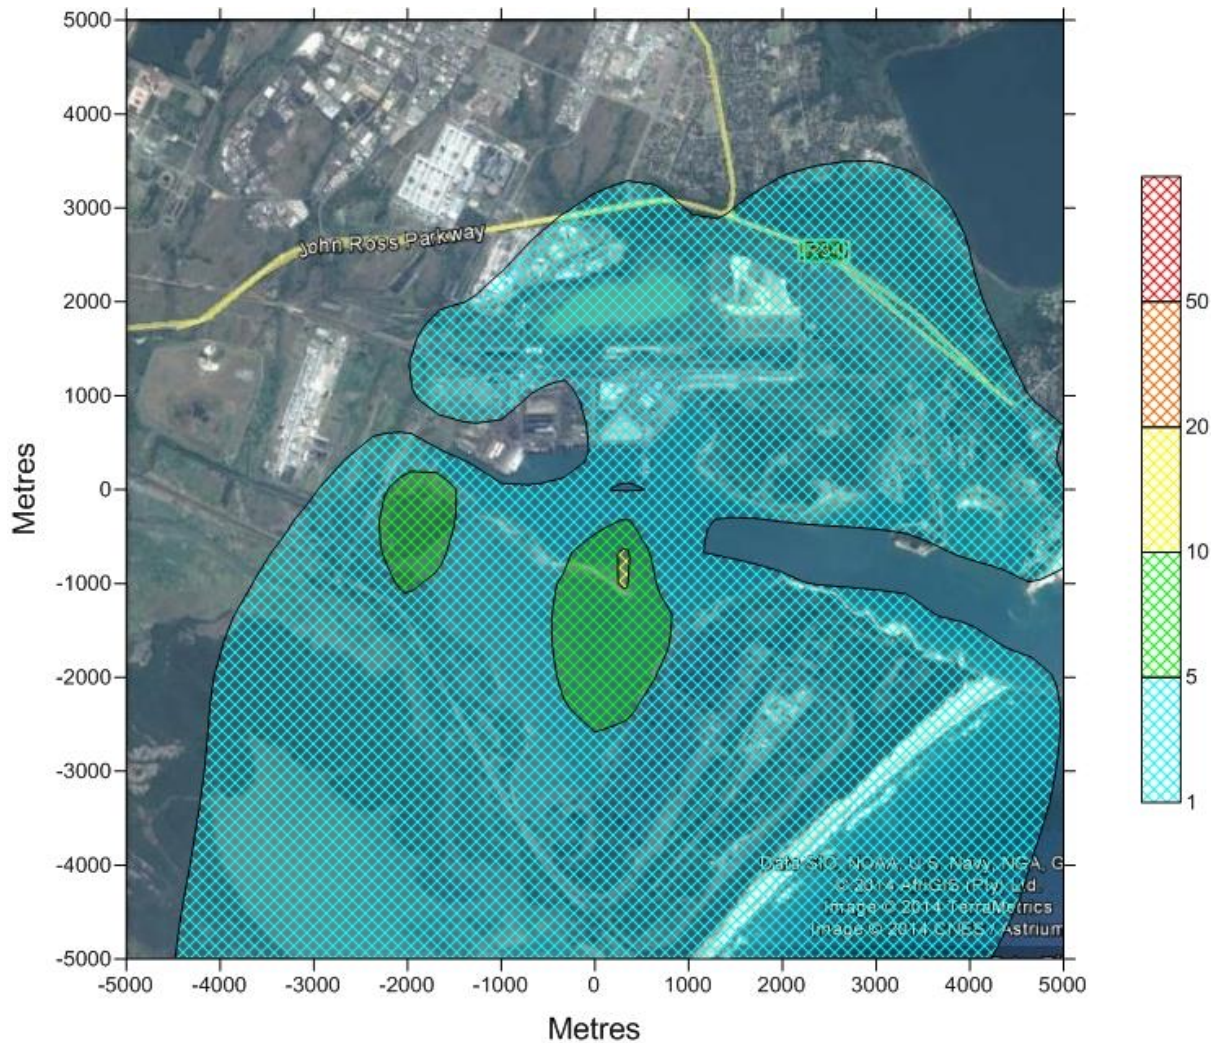 5000
4000
3000
2000
1000
0
-1000
-2000
-3000
-4000
-5000
Metres
John Ross Parkway
R34
Data SIO, NOAA, U.S. Navy, NGA, G
© 2014 AfriGIS (Pty) Ltd.
Image © 2014 TerraMetrics
Image © 2014 CNES / Astrium
-5000 -4000 -3000 -2000 -1000 0 1000 2000 3000 4000 5000
Metres
50
20
10
5
1